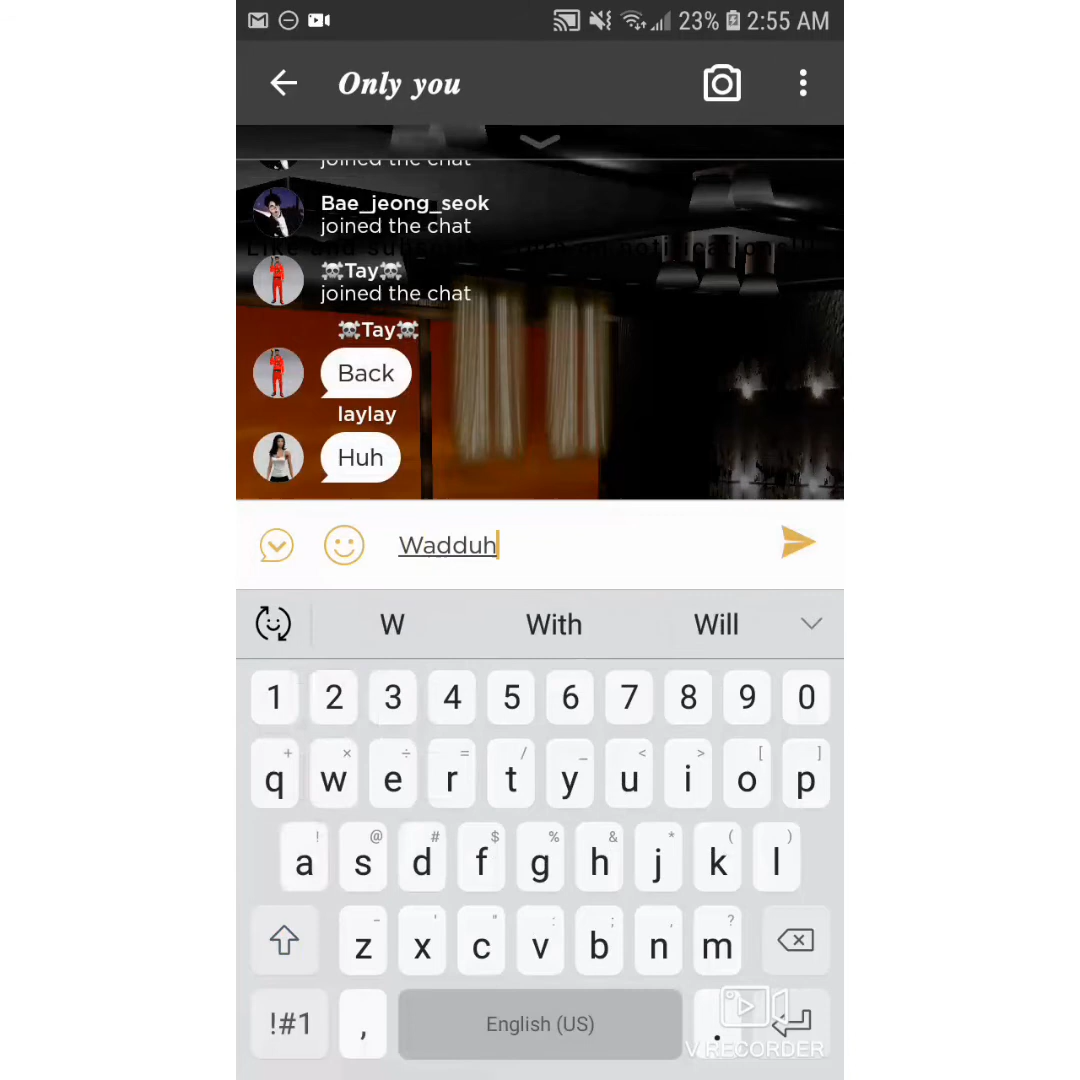 23% 2:55 AM
Only you
joined the chat
Bae_jeong_seok
joined the chat
Like and
☠Tay☠
joined the chat
☠Tay☠
Back
laylay
Huh
Wadduh
W With Will
1 2 3 4 5 6 7 8 9 0
+ × ÷ = / _ < > [ ]
q w e r t y u i o p
! @ # $ % & * ( )
a s d f g h j k l
- ' " : ; , ?
z x c v b n m
!#1 , English (US) .
V RECORDER